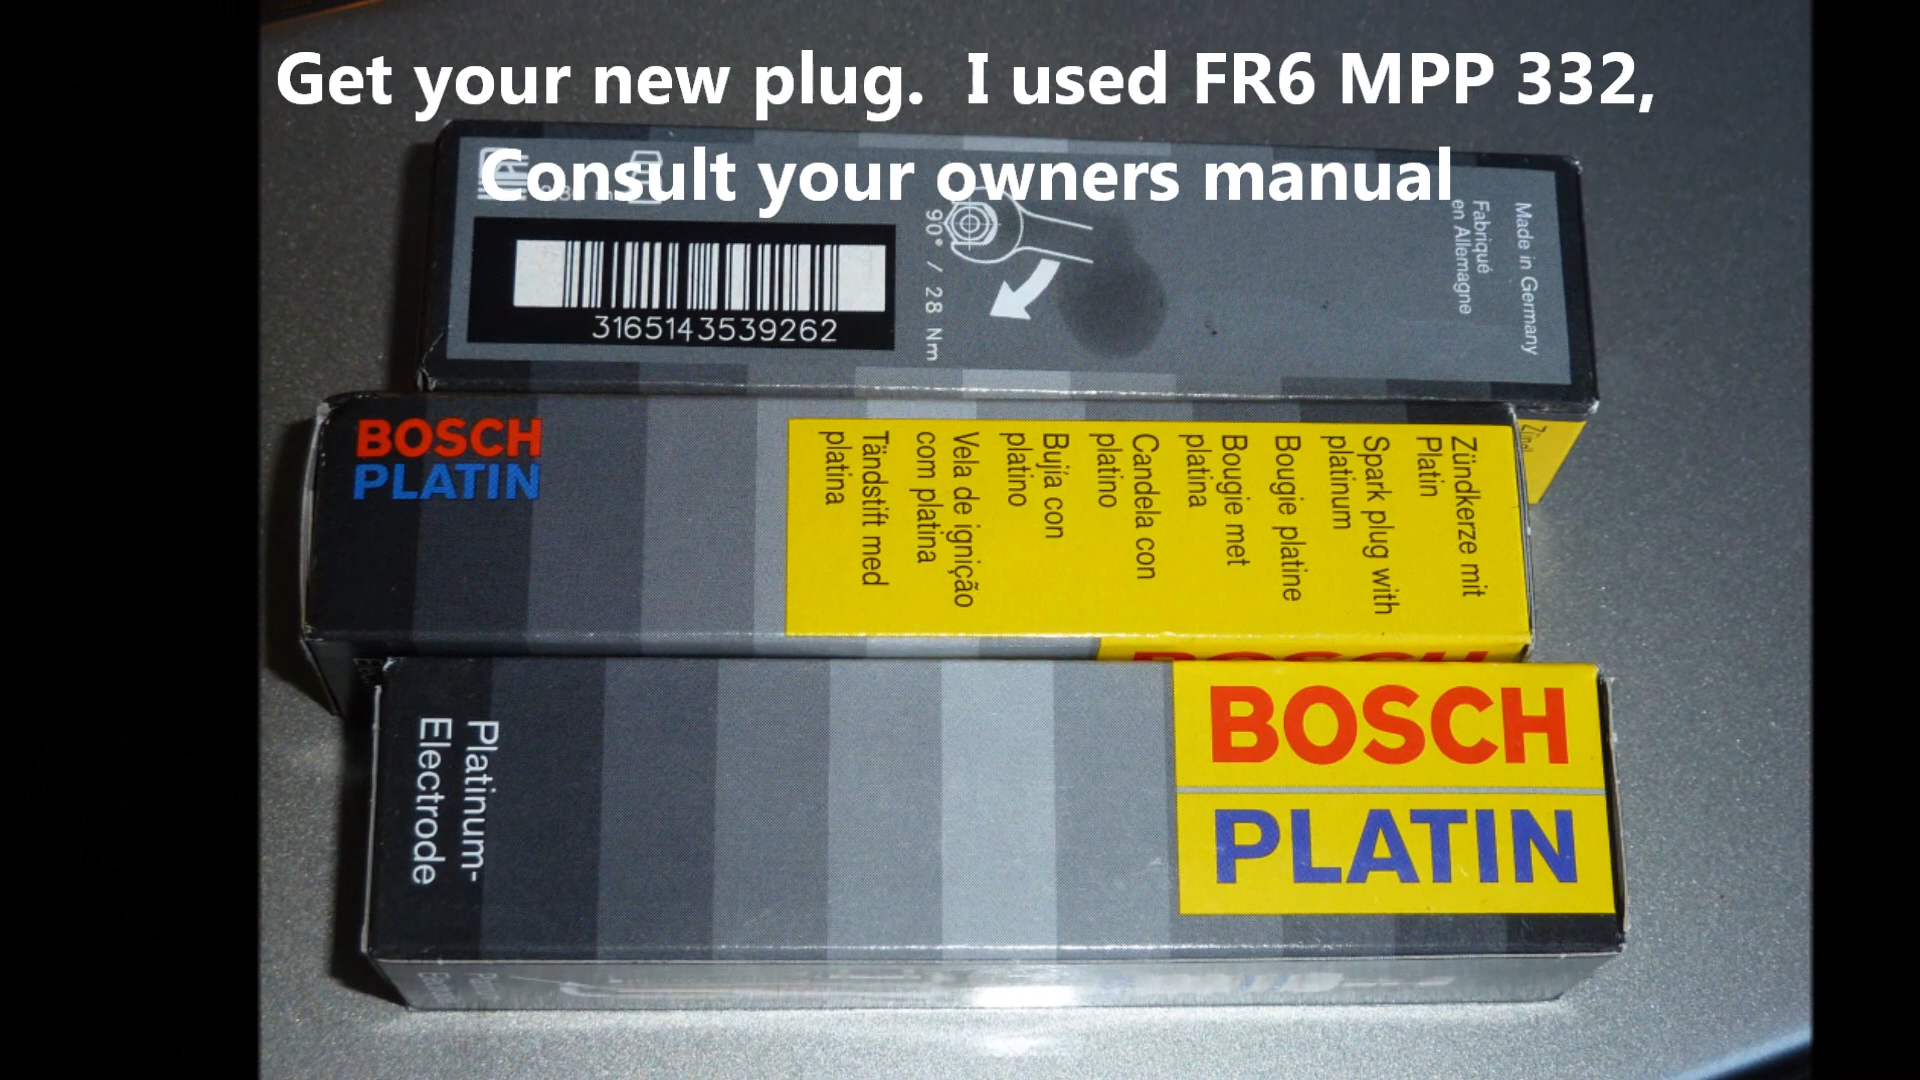 Get your new plug. I used FR6 MPP 332,
Consult your owners manual
3165143539262
90° / 28 Nm
Made in Germany
Fabriqué
en Allemagne
BOSCH
PLATIN
Zündkerze mit
Platin
Spark plug with
platinum
Bougie platine
Bougie met
platina
Candela con
platino
Bujía con
platino
Vela de ignição
com platina
Tändstift med
platina
BOSCH
Platinum-
Electrode
BOSCH
PLATIN